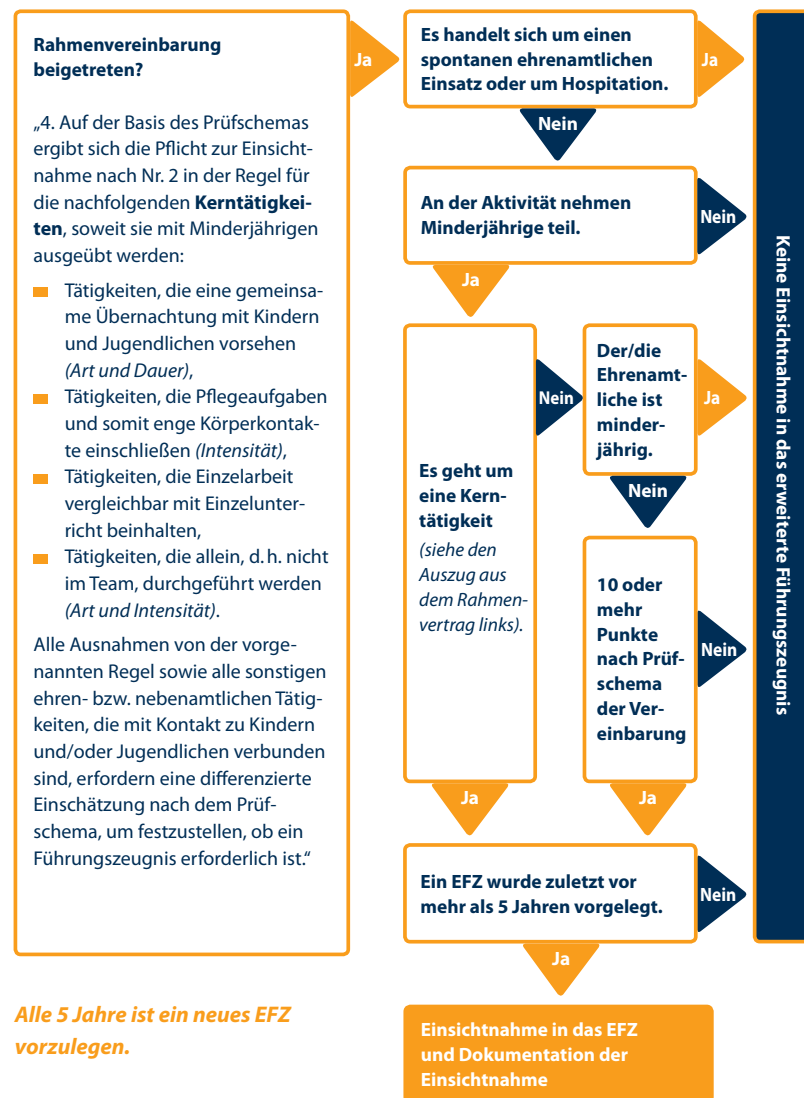 Rahmenvereinbarung
beigetreten?
„4. Auf der Basis des Prüfschemas
ergibt sich die Pflicht zur Einsicht-
nahme nach Nr. 2 in der Regel für
die nachfolgenden Kerntätigkei-
ten, soweit sie mit Minderjährigen
ausgeübt werden:
Tätigkeiten, die eine gemeinsa-
me Übernachtung mit Kindern
und Jugendlichen vorsehen
(Art und Dauer),
Tätigkeiten, die Pflegeaufgaben
und somit enge Körperkontak-
te einschließen (Intensität),
Tätigkeiten, die Einzelarbeit
vergleichbar mit Einzelunter-
richt beinhalten,
Tätigkeiten, die allein, d. h. nicht
im Team, durchgeführt werden
(Art und Intensität).
Alle Ausnahmen von der vorge-
nannten Regel sowie alle sonstigen
ehren- bzw. nebenamtlichen Tätig-
keiten, die mit Kontakt zu Kindern
und/oder Jugendlichen verbunden
sind, erfordern eine differenzierte
Einschätzung nach dem Prüf-
schema, um festzustellen, ob ein
Führungszeugnis erforderlich ist.“
Ja
Es handelt sich um einen
spontanen ehrenamtlichen
Einsatz oder um Hospitation.
Ja
Nein
An der Aktivität nehmen
Minderjährige teil.
Nein
Ja
Es geht um
eine Kern-
tätigkeit
(siehe den
Auszug aus
dem Rahmen-
vertrag links).
Nein
Der/die
Ehrenamt-
liche ist
minder-
jährig.
Ja
Nein
10 oder
mehr
Punkte
nach Prüf-
schema
der Ver-
einbarung
Nein
Ja
Ja
Ein EFZ wurde zuletzt vor
mehr als 5 Jahren vorgelegt.
Nein
Ja
Einsichtnahme in das EFZ
und Dokumentation der
Einsichtnahme
Keine Einsichtnahme in das erweiterte Führungszeugnis
Alle 5 Jahre ist ein neues EFZ
vorzulegen.